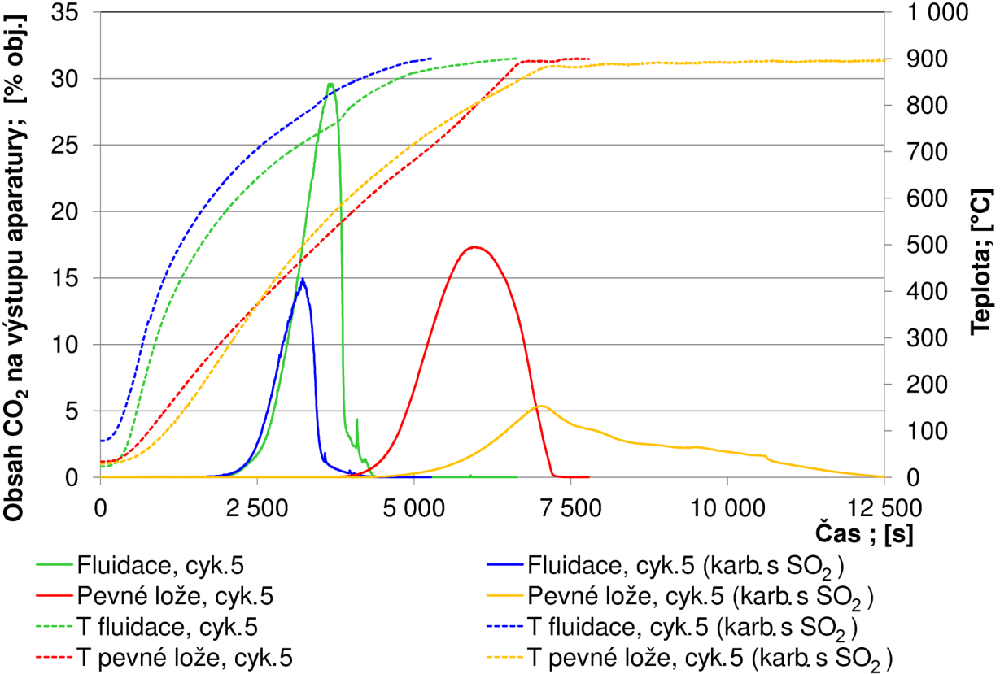 Obsah CO2 na výstupu aparatury; [% obj.]
35
30
25
20
15
10
5
0
1 000
900
800
700
600
500
400
300
200
100
0
Teplota; [°C]
0
2 500
5 000
7 500
10 000
12 500
Čas ; [s]
Fluidace, cyk.5
Fluidace, cyk.5 (karb. s SO2)
Pevné lože, cyk.5
Pevné lože, cyk.5 (karb. s SO2)
T fluidace, cyk.5
T fluidace, cyk.5 (karb. s SO2)
T pevné lože, cyk.5
T pevné lože, cyk.5 (karb. s SO2)